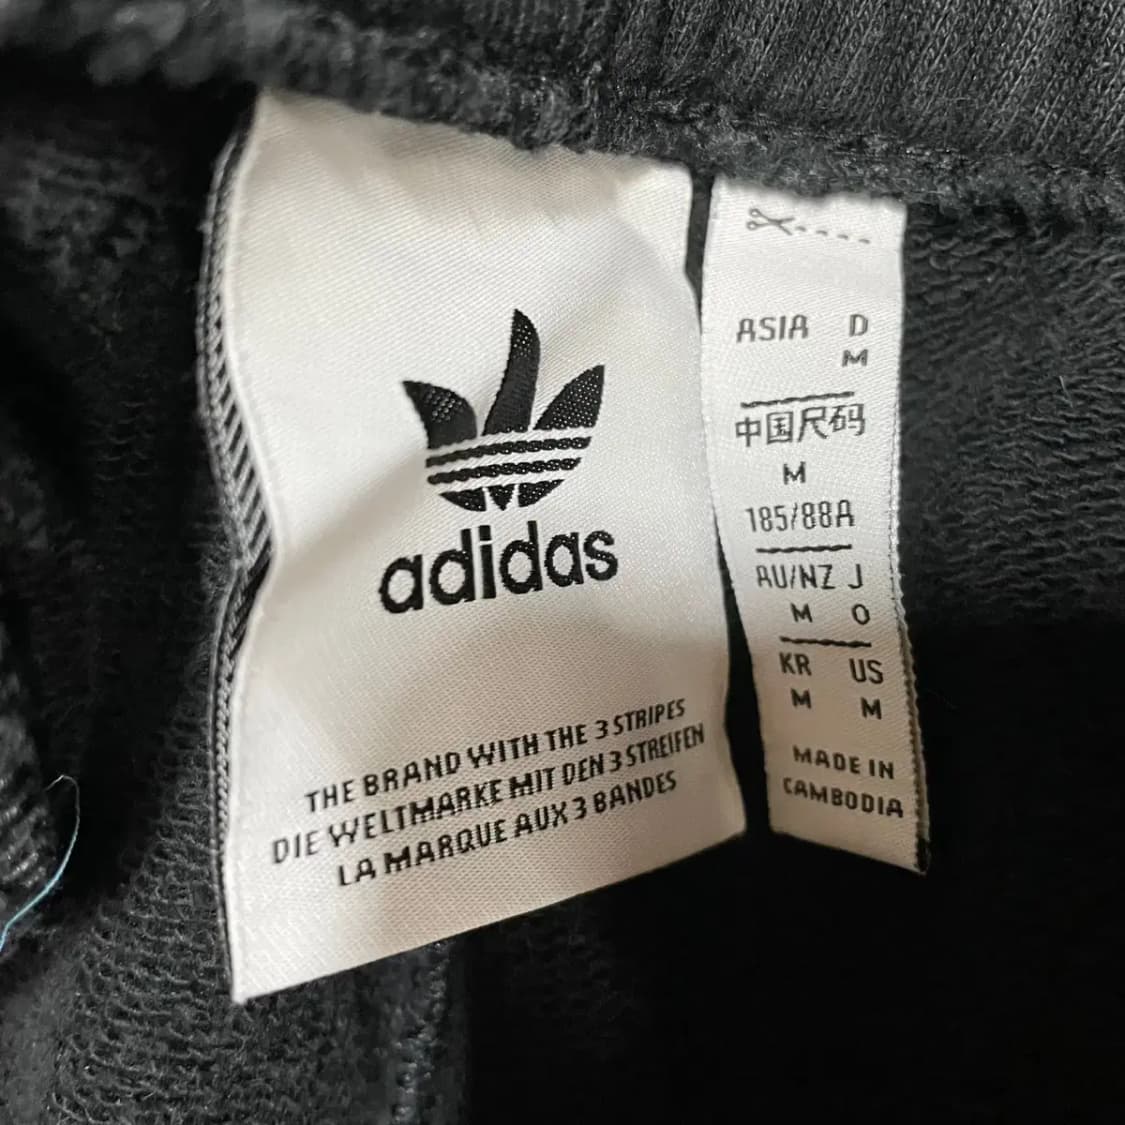 adidas
THE BRAND WITH THE 3 STRIPES
DIE WELTMARKE MIT DEN 3 STREIFEN
LA MARQUE AUX 3 BANDES
ASIA D
M
中国尺码
M
185/88A
AU/NZ J
M O
KR US
M M
MADE IN
CAMBODIA